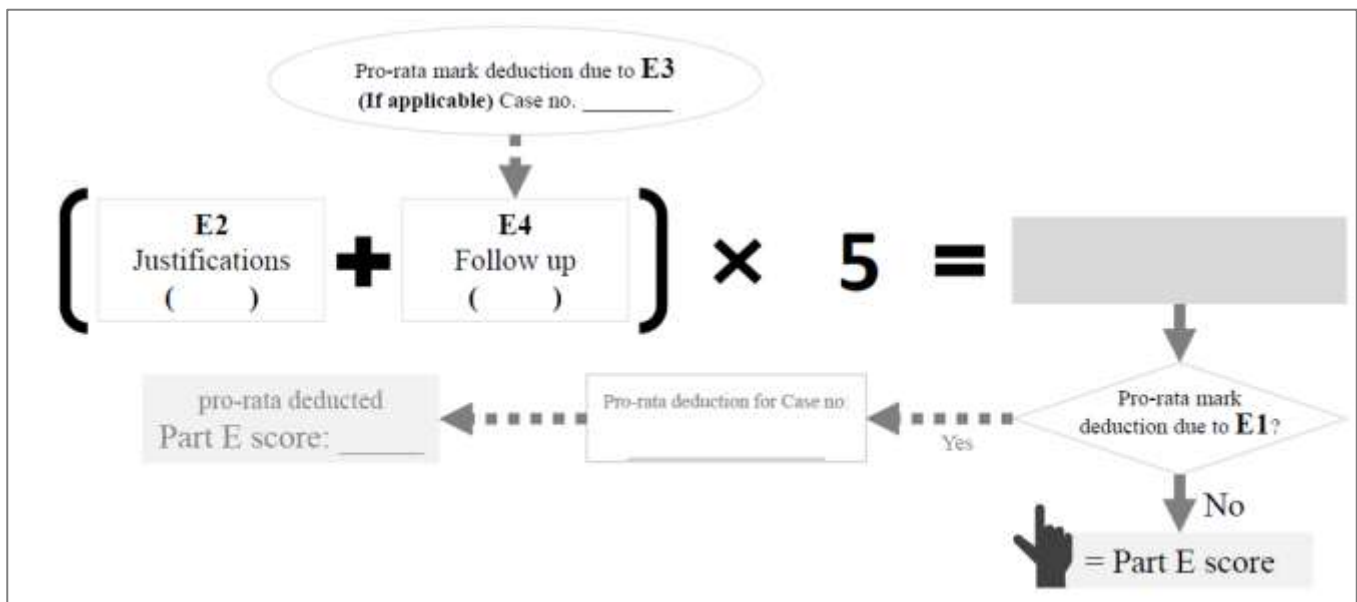 Pro-rata mark deduction due to E3
(If applicable) Case no. ________
E2
Justifications
( )
+
E4
Follow up
( )
× 5 =
pro-rata deducted
Part E score: ______
Pro-rata deduction for Case no:
Yes
Pro-rata mark
deduction due to E1?
No
= Part E score